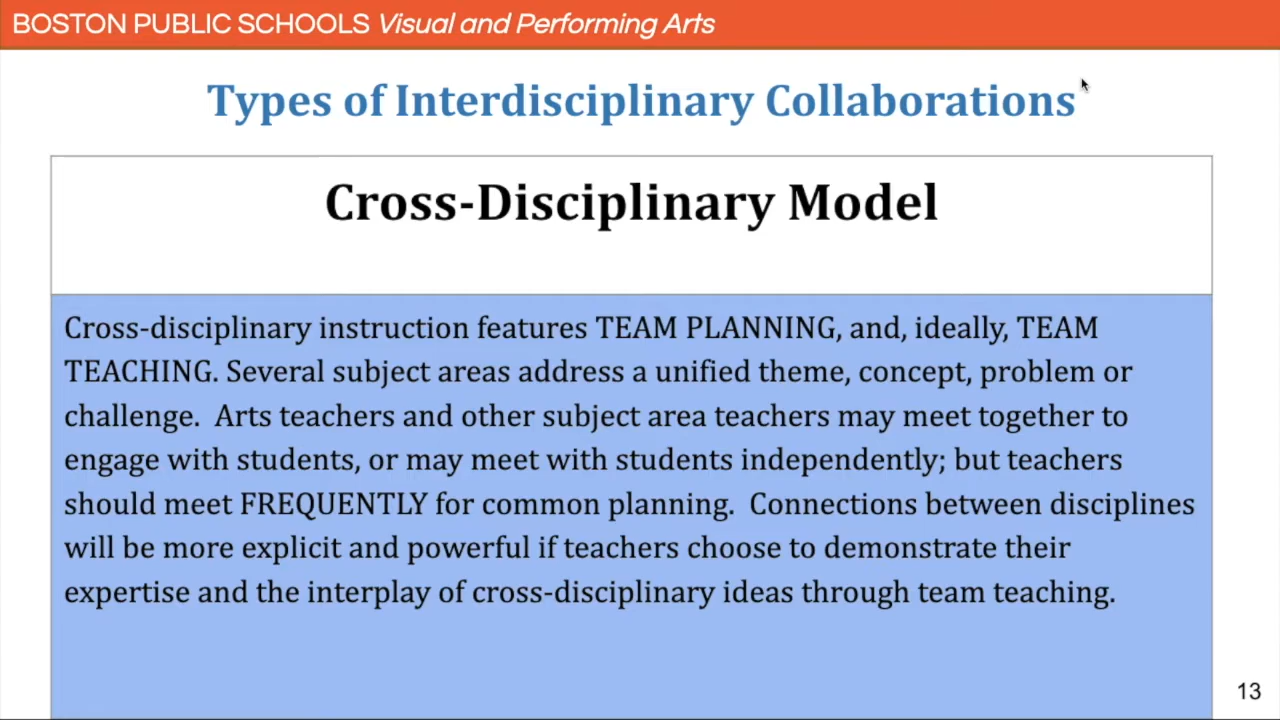 BOSTON PUBLIC SCHOOLS Visual and Performing Arts
Types of Interdisciplinary Collaborations
Cross-Disciplinary Model
Cross-disciplinary instruction features TEAM PLANNING, and, ideally, TEAM
TEACHING. Several subject areas address a unified theme, concept, problem or
challenge.  Arts teachers and other subject area teachers may meet together to
engage with students, or may meet with students independently; but teachers
should meet FREQUENTLY for common planning.  Connections between disciplines
will be more explicit and powerful if teachers choose to demonstrate their
expertise and the interplay of cross-disciplinary ideas through team teaching.
13